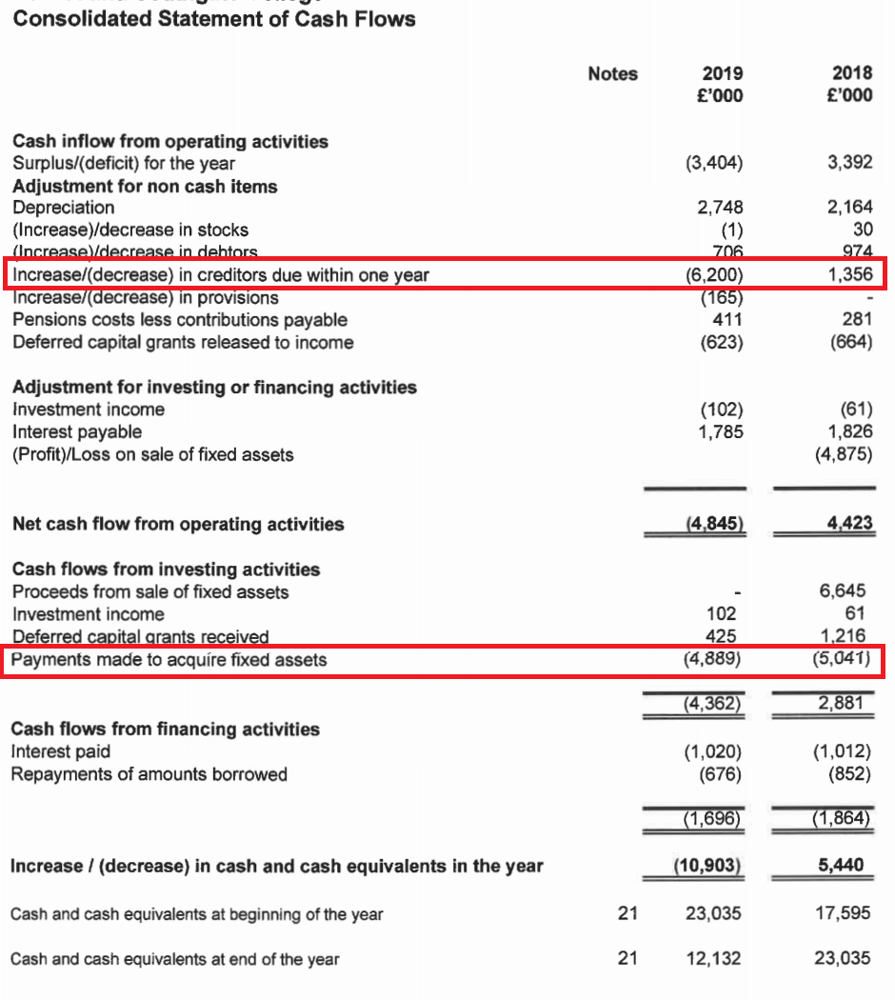 Consolidated Statement of Cash Flows
Notes 2019 2018
£'000 £'000
Cash inflow from operating activities
Surplus/(deficit) for the year (3,404) 3,392
Adjustment for non cash items
Depreciation 2,748 2,164
(Increase)/decrease in stocks (1) 30
(Increase)/decrease in debtors 706 974
Increase/(decrease) in creditors due within one year (6,200) 1,356
Increase/(decrease) in provisions (165) -
Pensions costs less contributions payable 411 281
Deferred capital grants released to income (623) (664)
Adjustment for investing or financing activities
Investment income (102) (61)
Interest payable 1,785 1,826
(Profit)/Loss on sale of fixed assets (4,875)
Net cash flow from operating activities (4,845) 4,423
Cash flows from investing activities
Proceeds from sale of fixed assets - 6,645
Investment income 102 61
Deferred capital grants received 425 1,216
Payments made to acquire fixed assets (4,889) (5,041)
(4,362) 2,881
Cash flows from financing activities
Interest paid (1,020) (1,012)
Repayments of amounts borrowed (676) (852)
(1,696) (1,864)
Increase / (decrease) in cash and cash equivalents in the year (10,903) 5,440
Cash and cash equivalents at beginning of the year 21 23,035 17,595
Cash and cash equivalents at end of the year 21 12,132 23,035